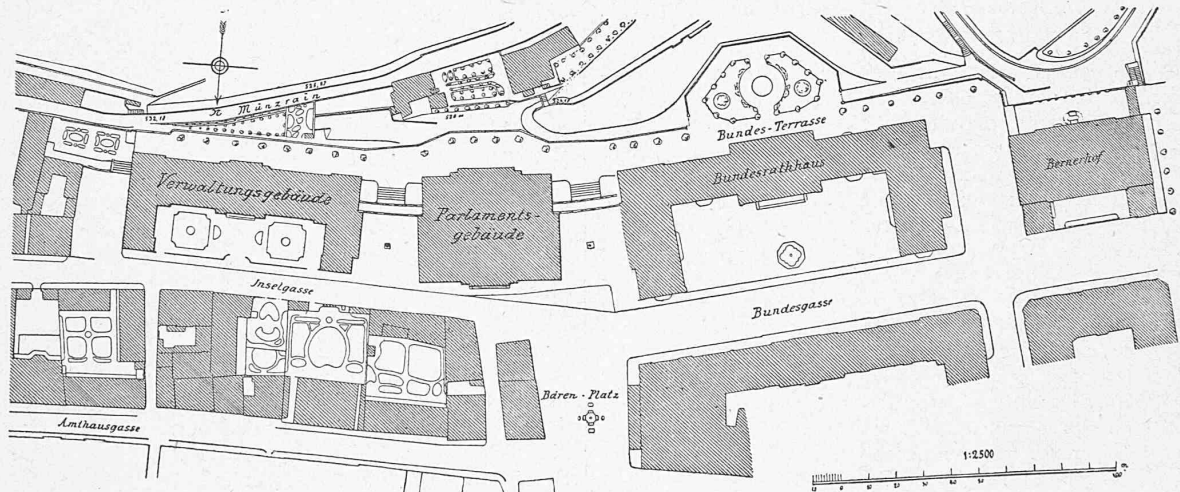 Münzrain
Bundes-Terrasse
Verwaltungsgebäude
Parlaments-
gebäude
Bundesrathhaus
Bernerhof
Inselgasse
Bundesgasse
Bären-Platz
Amthausgasse
1:2500